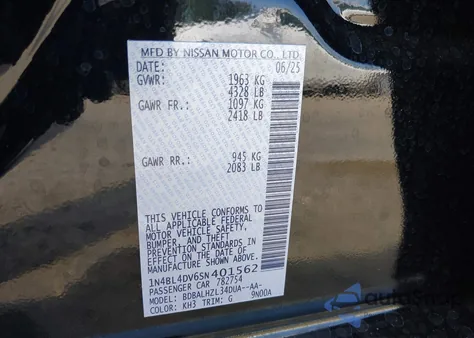 MFD BY NISSAN MOTOR CO., LTD.
DATE: 06/25
GVWR: 1963 KG
4328 LB
GAWR FR.: 1097 KG
2418 LB
GAWR RR.: 945 KG
2083 LB
THIS VEHICLE CONFORMS TO
ALL APPLICABLE FEDERAL
MOTOR VEHICLE SAFETY,
BUMPER, AND THEFT
PREVENTION STANDARDS IN
EFFECT ON THE DATE OF
MANUFACTURE SHOWN ABOVE.
1N4BL4DV6SN401562
PASSENGER CAR 782754
MODEL: BDBALHZL34DUA--AA-
COLOR: KH3 TRIM: G 9N00A